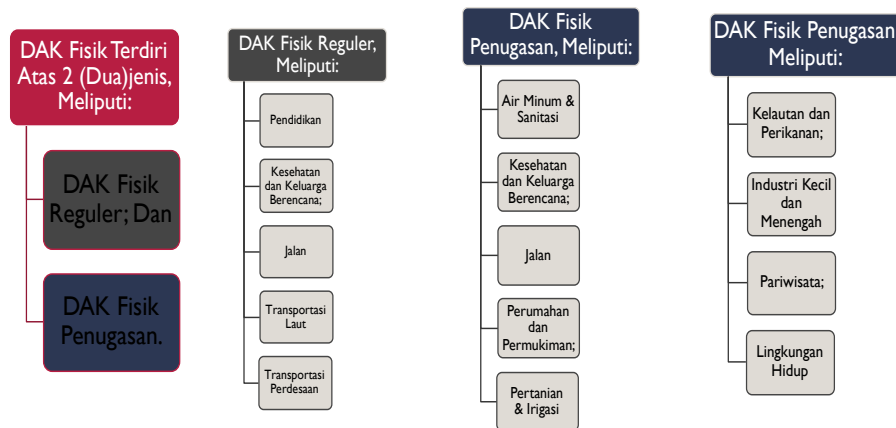 DAK Fisik Terdiri
Atas 2 (Dua)jenis,
Meliputi:
DAK Fisik
Reguler; Dan
DAK Fisik
Penugasan.
DAK Fisik Reguler,
Meliputi:
Pendidikan
Kesehatan
dan Keluarga
Berencana;
Jalan
Transportasi
Laut
Transportasi
Perdesaan
DAK Fisik
Penugasan, Meliputi:
Air Minum &
Sanitasi
Kesehatan
dan Keluarga
Berencana;
Jalan
Perumahan
dan
Permukiman;
Pertanian
& Irigasi
DAK Fisik Penugasan
Meliputi:
Kelautan dan
Perikanan;
Industri Kecil
dan
Menengah
Pariwisata;
Lingkungan
Hidup